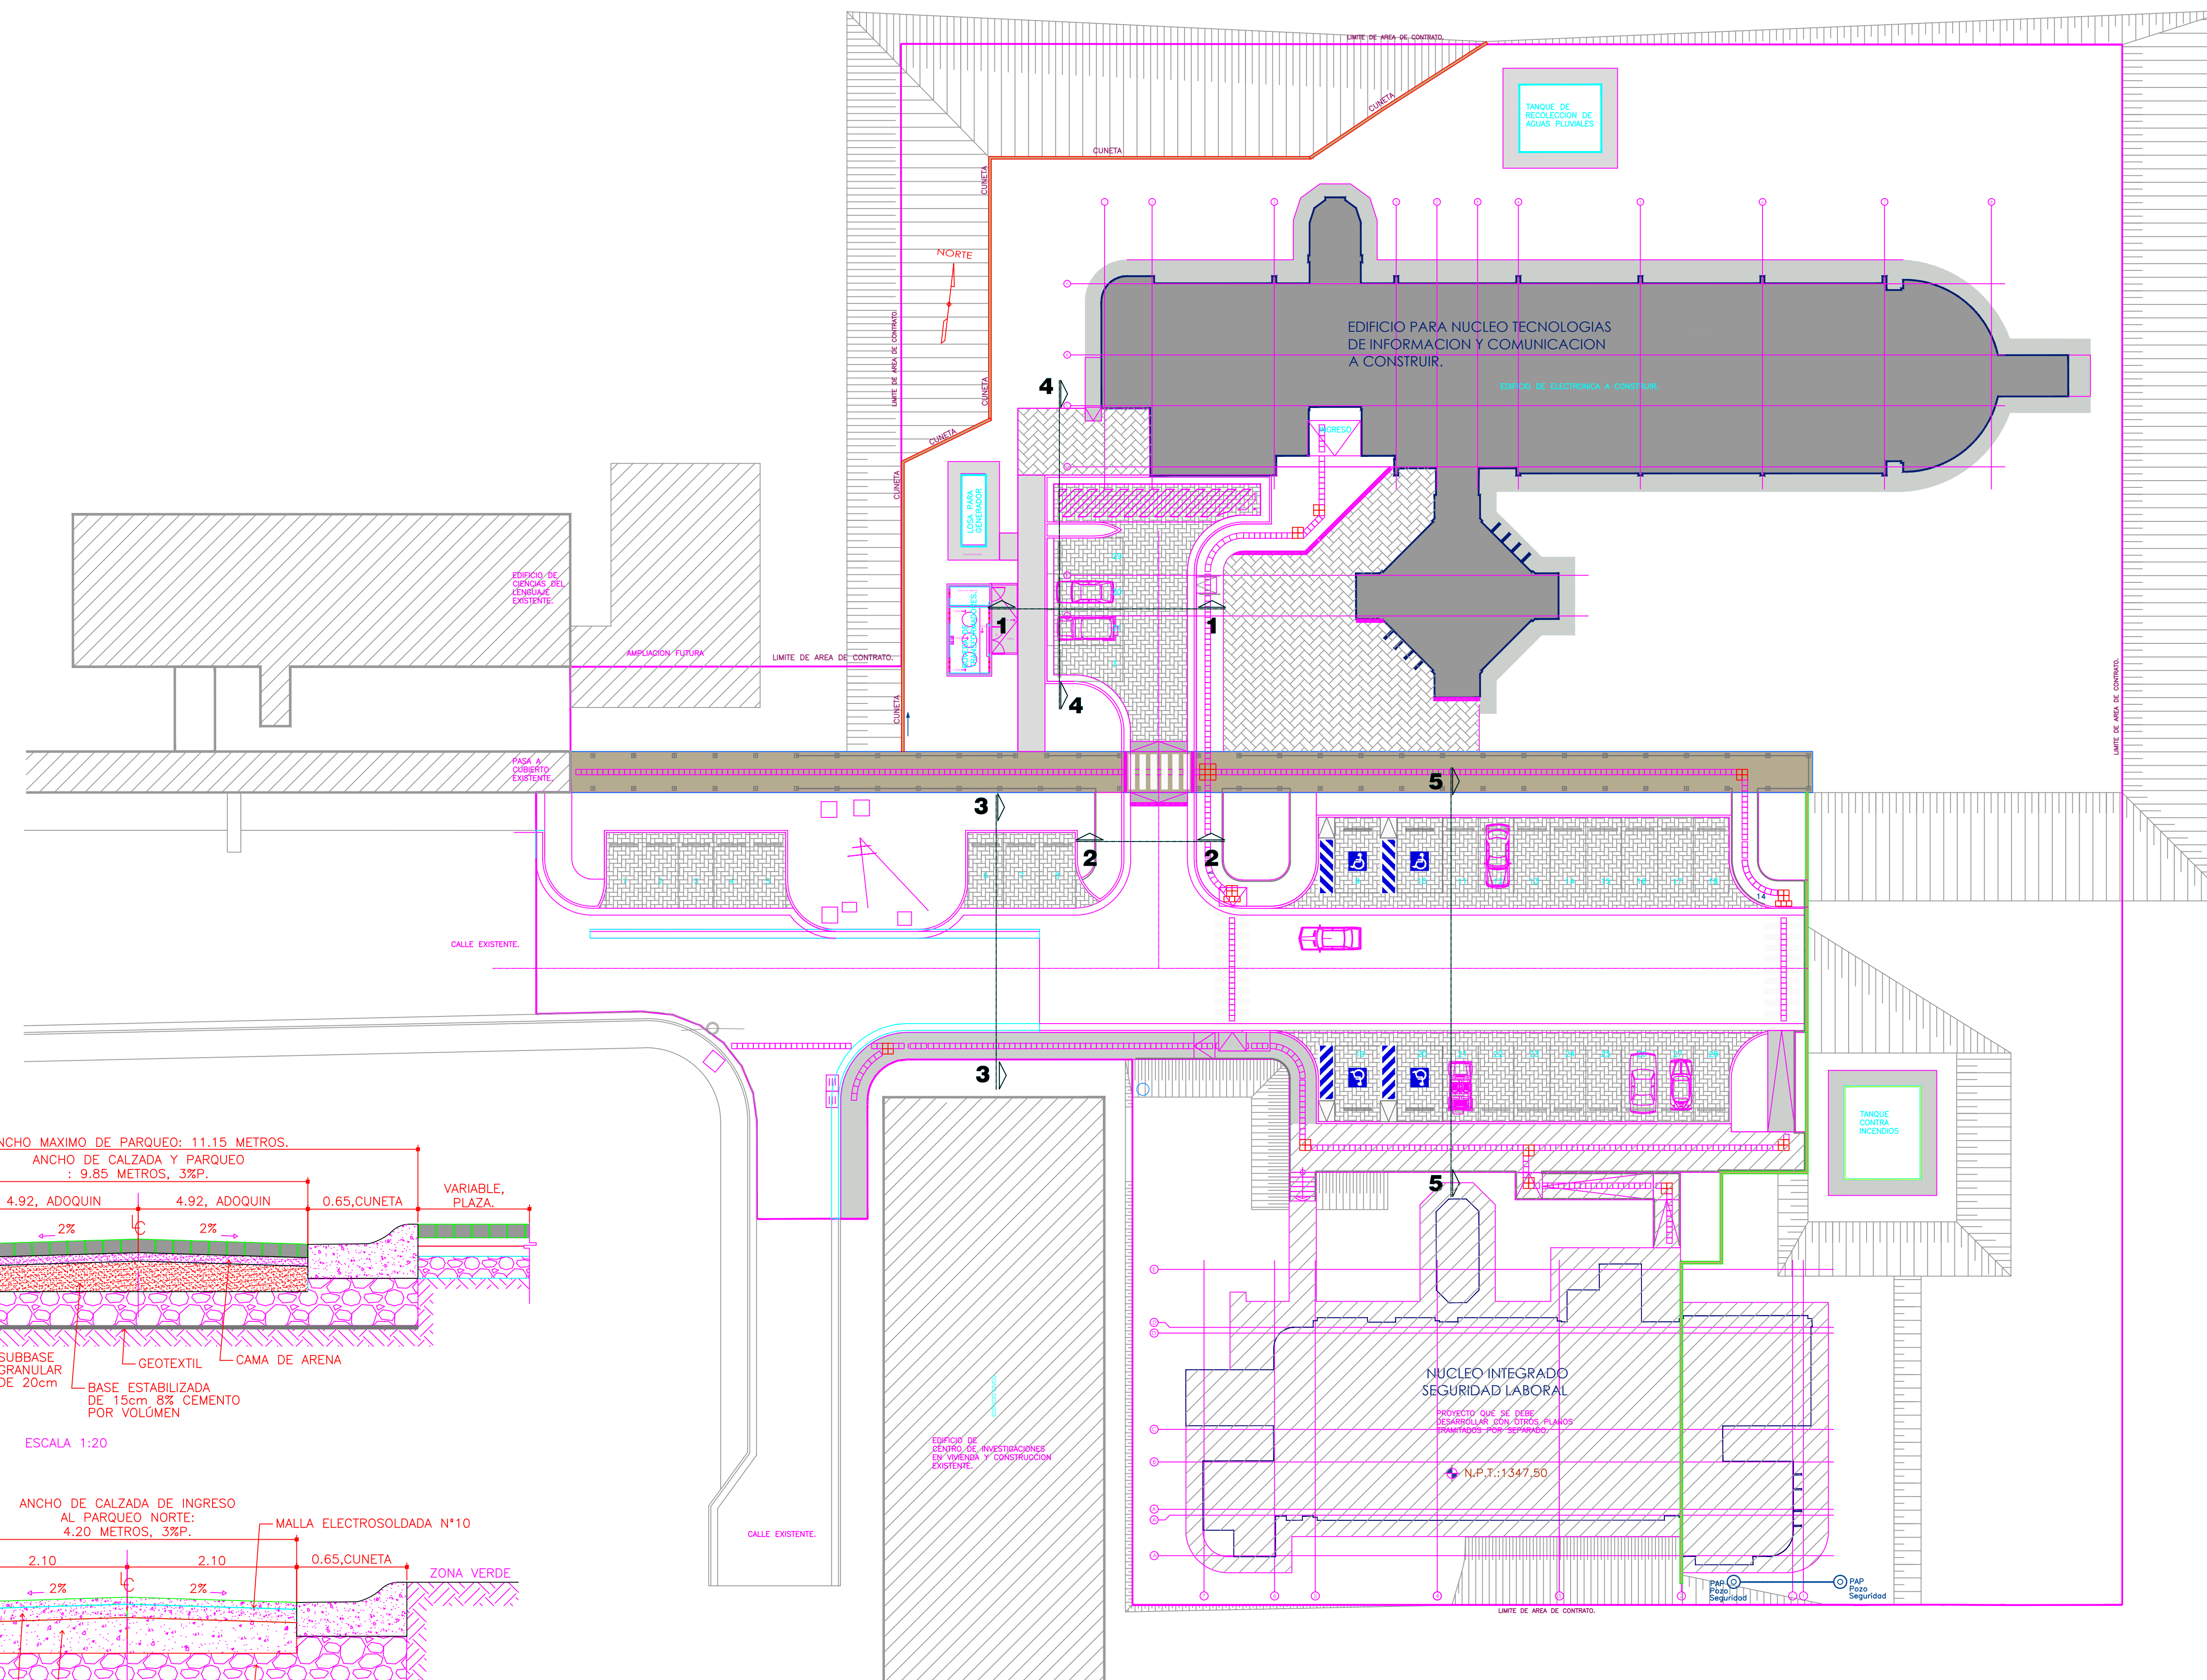 LIMITE DE AREA DE CONTRATO.
CUNETA
TANQUE DE
RECOLECCION DE
AGUAS PLUVIALES
CUNETA
CUNETA
NORTE
LIMITE DE AREA DE CONTRATO.
EDIFICIO PARA NUCLEO TECNOLOGIAS
DE INFORMACION Y COMUNICACION
A CONSTRUIR.
EDIFICIO DE ELECTRONICA A CONSTRUIR.
CUNETA
4
CUNETA
INGRESO
CUNETA
LOSA PARA
GENERADOR
EDIFICIO DE
CIENCIAS DEL
LENGUAJE
EXISTENTE.
1
1
AMPLIACION FUTURA
LIMITE DE AREA DE CONTRATO.
LIMITE DE AREA DE CONTRATO.
CUNETA
4
PASA A
CUBIERTO
EXISTENTE.
5
3
2
2
14
CALLE EXISTENTE.
3
TANQUE
CONTRA
INCENDIOS
5
NCHO MAXIMO DE PARQUEO: 11.15 METROS.
ANCHO DE CALZADA Y PARQUEO
: 9.85 METROS, 3%P.
4.92, ADOQUIN
4.92, ADOQUIN
0.65,CUNETA
VARIABLE,
PLAZA.
2%
2%
SUBBASE
GRANULAR
DE 20cm
GEOTEXTIL
CAMA DE ARENA
BASE ESTABILIZADA
DE 15cm 8% CEMENTO
POR VOLÚMEN
ESCALA 1:20
NUCLEO INTEGRADO
SEGURIDAD LABORAL
PROYECTO QUE SE DEBE
DESARROLLAR CON OTROS PLANOS
TRAMITADOS POR SEPARADO.
N.P.T.:1347.50
EDIFICIO DE
CENTRO DE INVESTIGACIONES
EN VIVIENDA Y CONSTRUCCION
EXISTENTE.
CALLE EXISTENTE.
ANCHO DE CALZADA DE INGRESO
AL PARQUEO NORTE:
4.20 METROS, 3%P.
MALLA ELECTROSOLDADA Nª10
2.10
2.10
0.65,CUNETA
ZONA VERDE
2%
2%
PAP
Pozo
Seguridad
PAP
Pozo
Seguridad
LIMITE DE AREA DE CONTRATO.